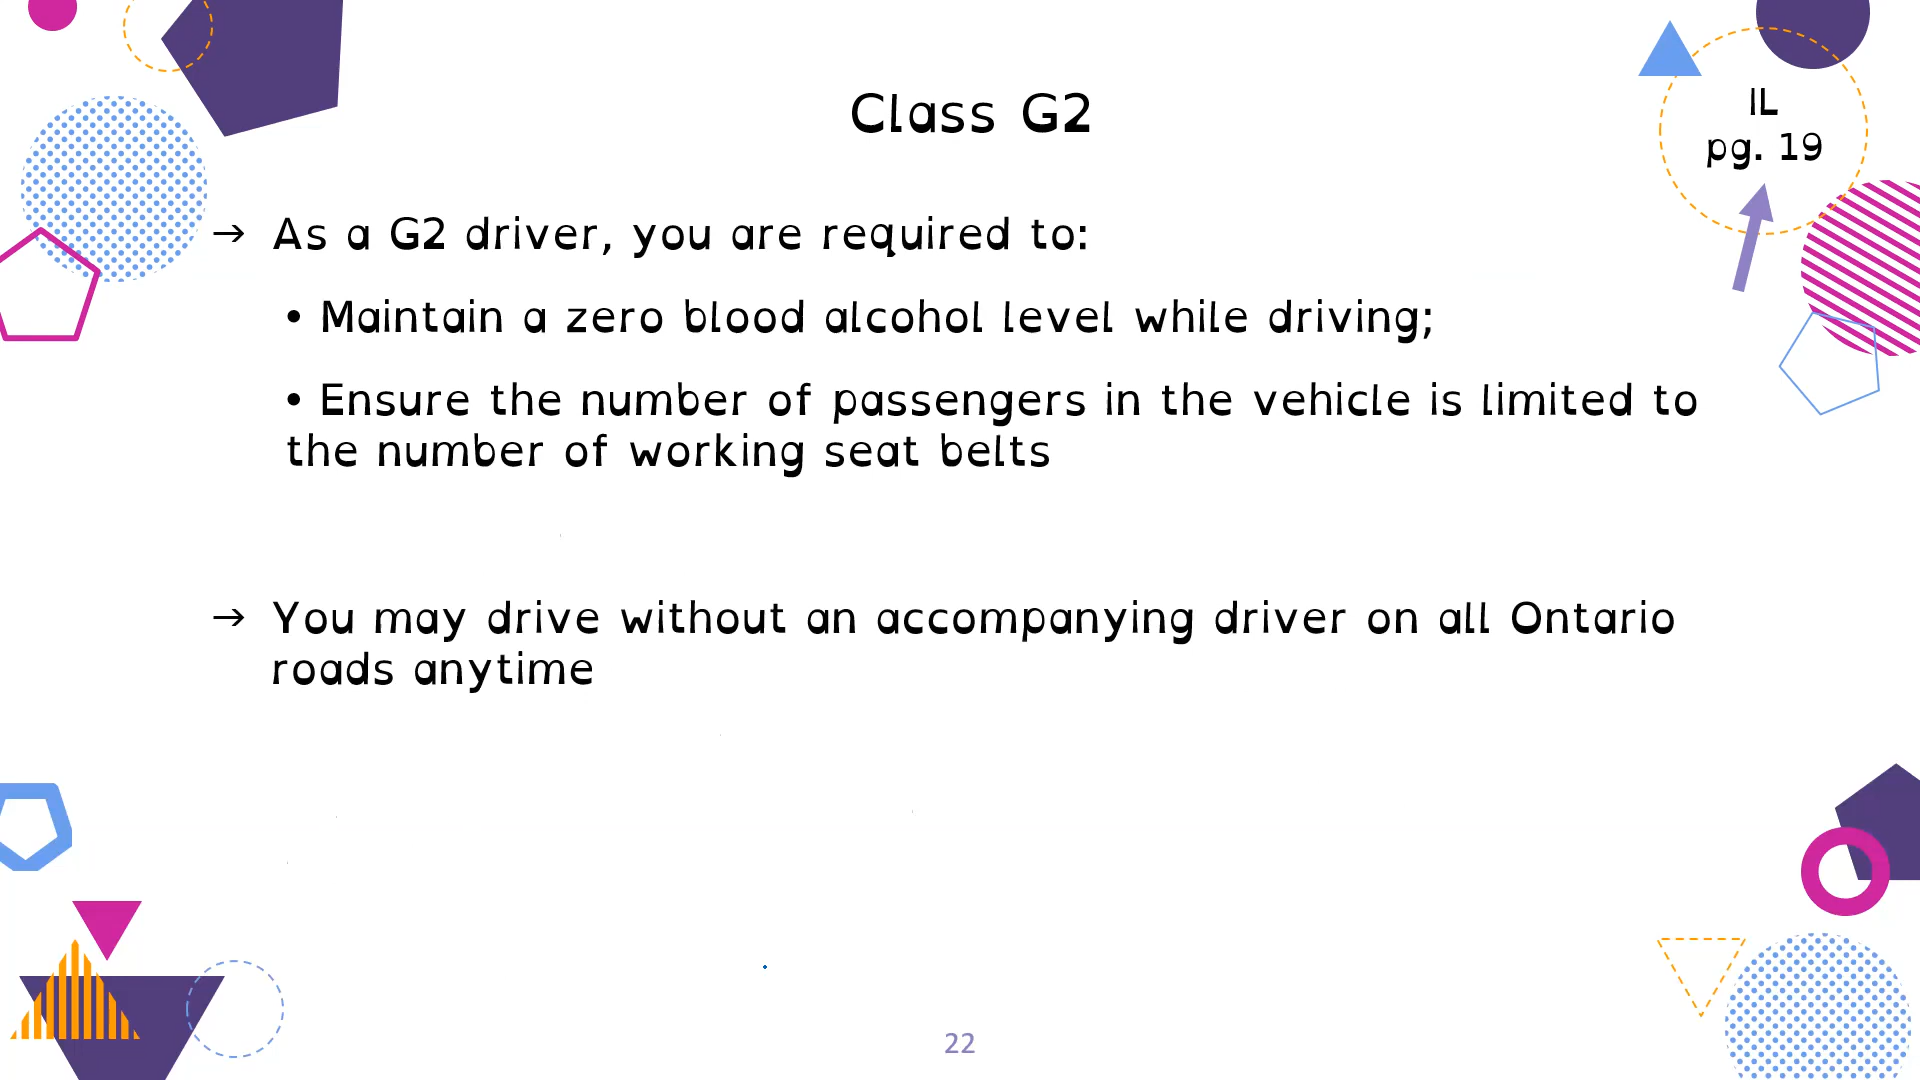 Class G2
IL
pg. 19
→ As a G2 driver, you are required to:
• Maintain a zero blood alcohol level while driving;
• Ensure the number of passengers in the vehicle is limited to
the number of working seat belts
→ You may drive without an accompanying driver on all Ontario
roads anytime
22